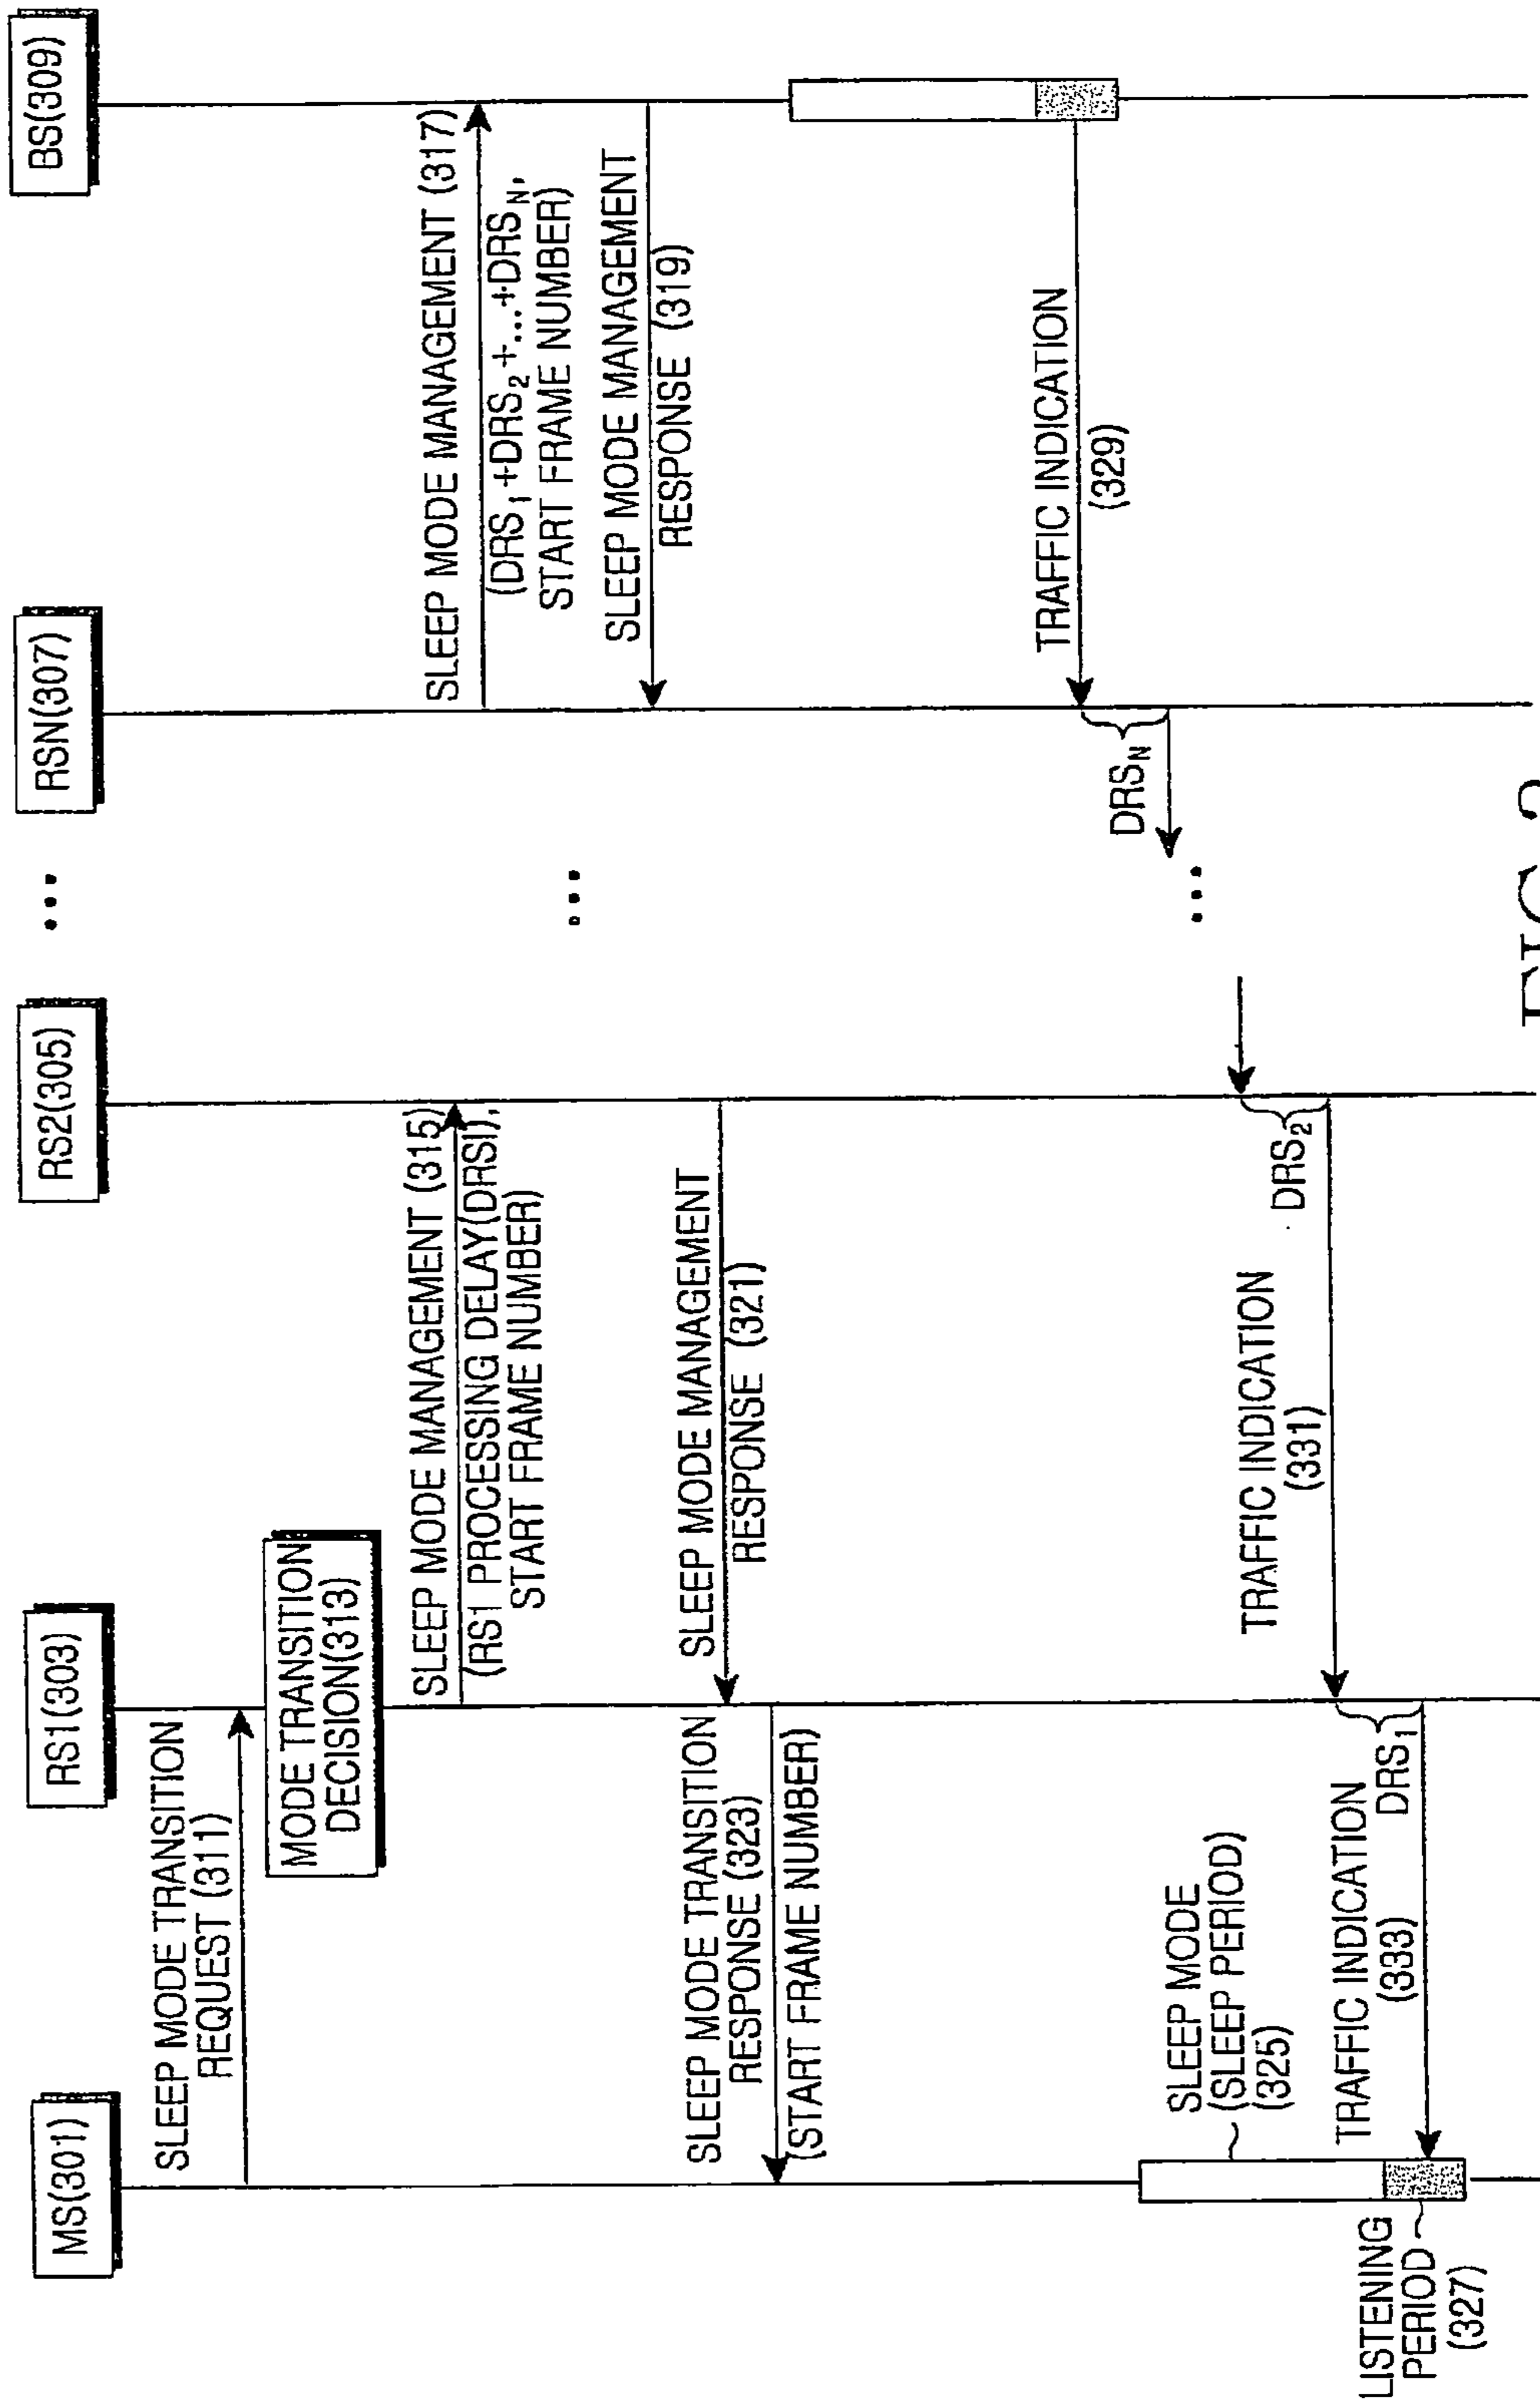 MS(301)
RS1(303)
RS2(305)
...
RSN(307)
BS(309)
SLEEP MODE TRANSITION
REQUEST (311)
MODE TRANSITION
DECISION(313)
SLEEP MODE MANAGEMENT (315)
(RS1 PROCESSING DELAY(DRSI),
START FRAME NUMBER)
...
SLEEP MODE MANAGEMENT (317)
(DRS1+DRS2+...+DRSN,
START FRAME NUMBER)
SLEEP MODE MANAGEMENT
RESPONSE (319)
SLEEP MODE MANAGEMENT
RESPONSE (321)
SLEEP MODE TRANSITION
RESPONSE (323)
(START FRAME NUMBER)
TRAFFIC INDICATION
(329)
DRSN
...
DRS2
TRAFFIC INDICATION
(331)
DRS1
TRAFFIC INDICATION
(333)
SLEEP MODE
(SLEEP PERIOD)
(325)
LISTENING
PERIOD
(327)